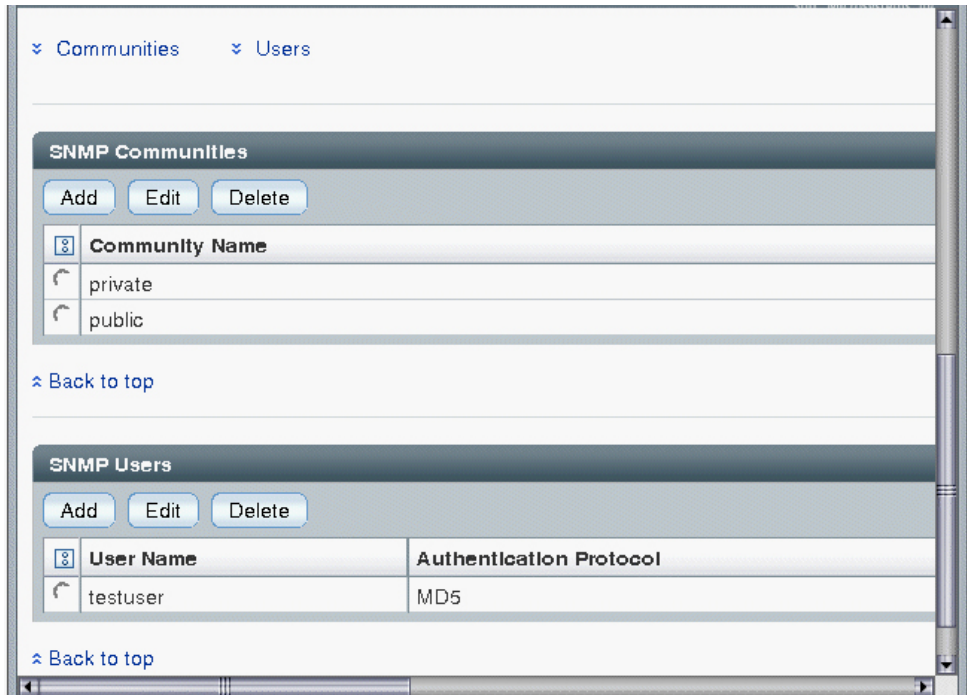 Communities Users
SNMP Communities
Add Edit Delete
Community Name
private
public
Back to top
SNMP Users
Add Edit Delete
User Name Authentication Protocol
testuser MD5
Back to top